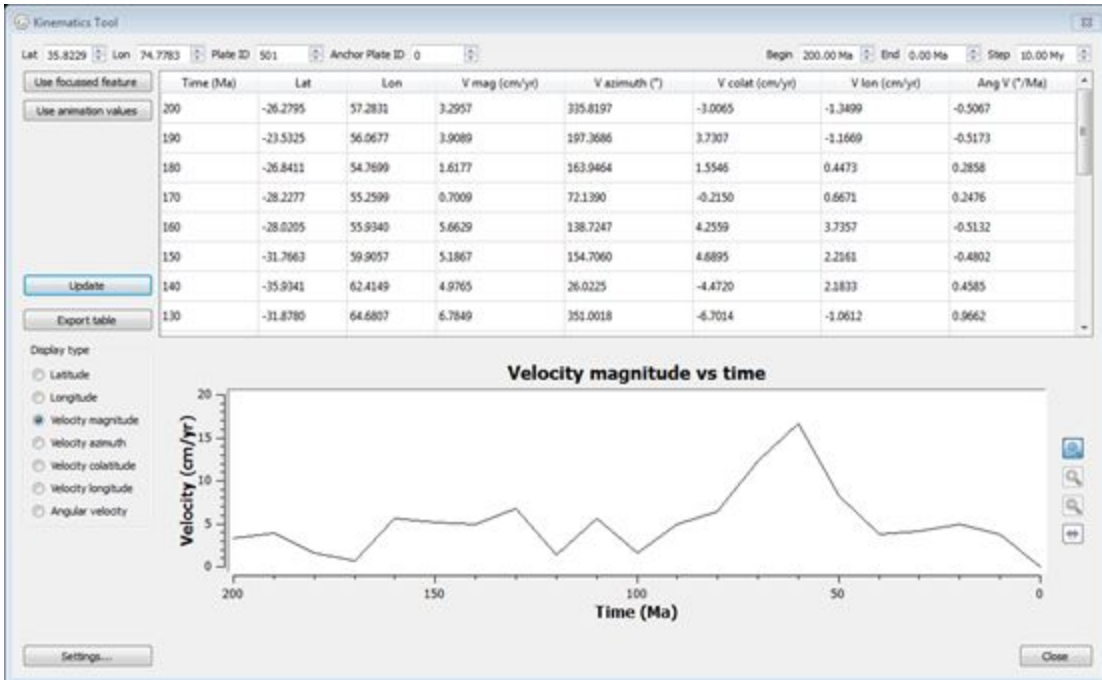 Kinematics Tool
Lat 35.8229 Lon 74.7783 Plate ID 501 Anchor Plate ID 0 Begin 200.00 Ma End 0.00 Ma Step 10.00 My
Use focussed feature
Use animation values
Time (Ma) Lat Lon V mag (cm/yr) V azimuth (°) V colat (cm/yr) V lon (cm/yr) Ang V (°/Ma)
200 -26.2795 57.2831 3.2957 335.8197 -3.0065 -1.3499 -0.5067
190 -23.5325 56.0677 3.9089 197.3686 3.7307 -1.1669 -0.5173
180 -26.8411 54.7699 1.6177 163.9464 1.5546 0.4473 0.2858
170 -28.2277 55.2599 0.7009 72.1390 -0.2150 0.6671 0.2476
160 -28.0205 55.9340 5.6629 138.7247 4.2559 3.7357 -0.5132
150 -31.7663 59.9057 5.1867 154.7060 4.6895 2.2161 -0.4802
140 -35.9341 62.4149 4.9765 26.0225 -4.4720 2.1833 0.4585
130 -31.8780 64.6807 6.7849 351.0018 -6.7014 -1.0612 0.9662
Update
Export table
Display type
Latitude
Longitude
Velocity magnitude
Velocity azimuth
Velocity colatitude
Velocity longitude
Angular velocity
Velocity magnitude vs time
Velocity (cm/yr)
20
15
10
5
0
200 150 100 50 0
Time (Ma)
Settings...
Close